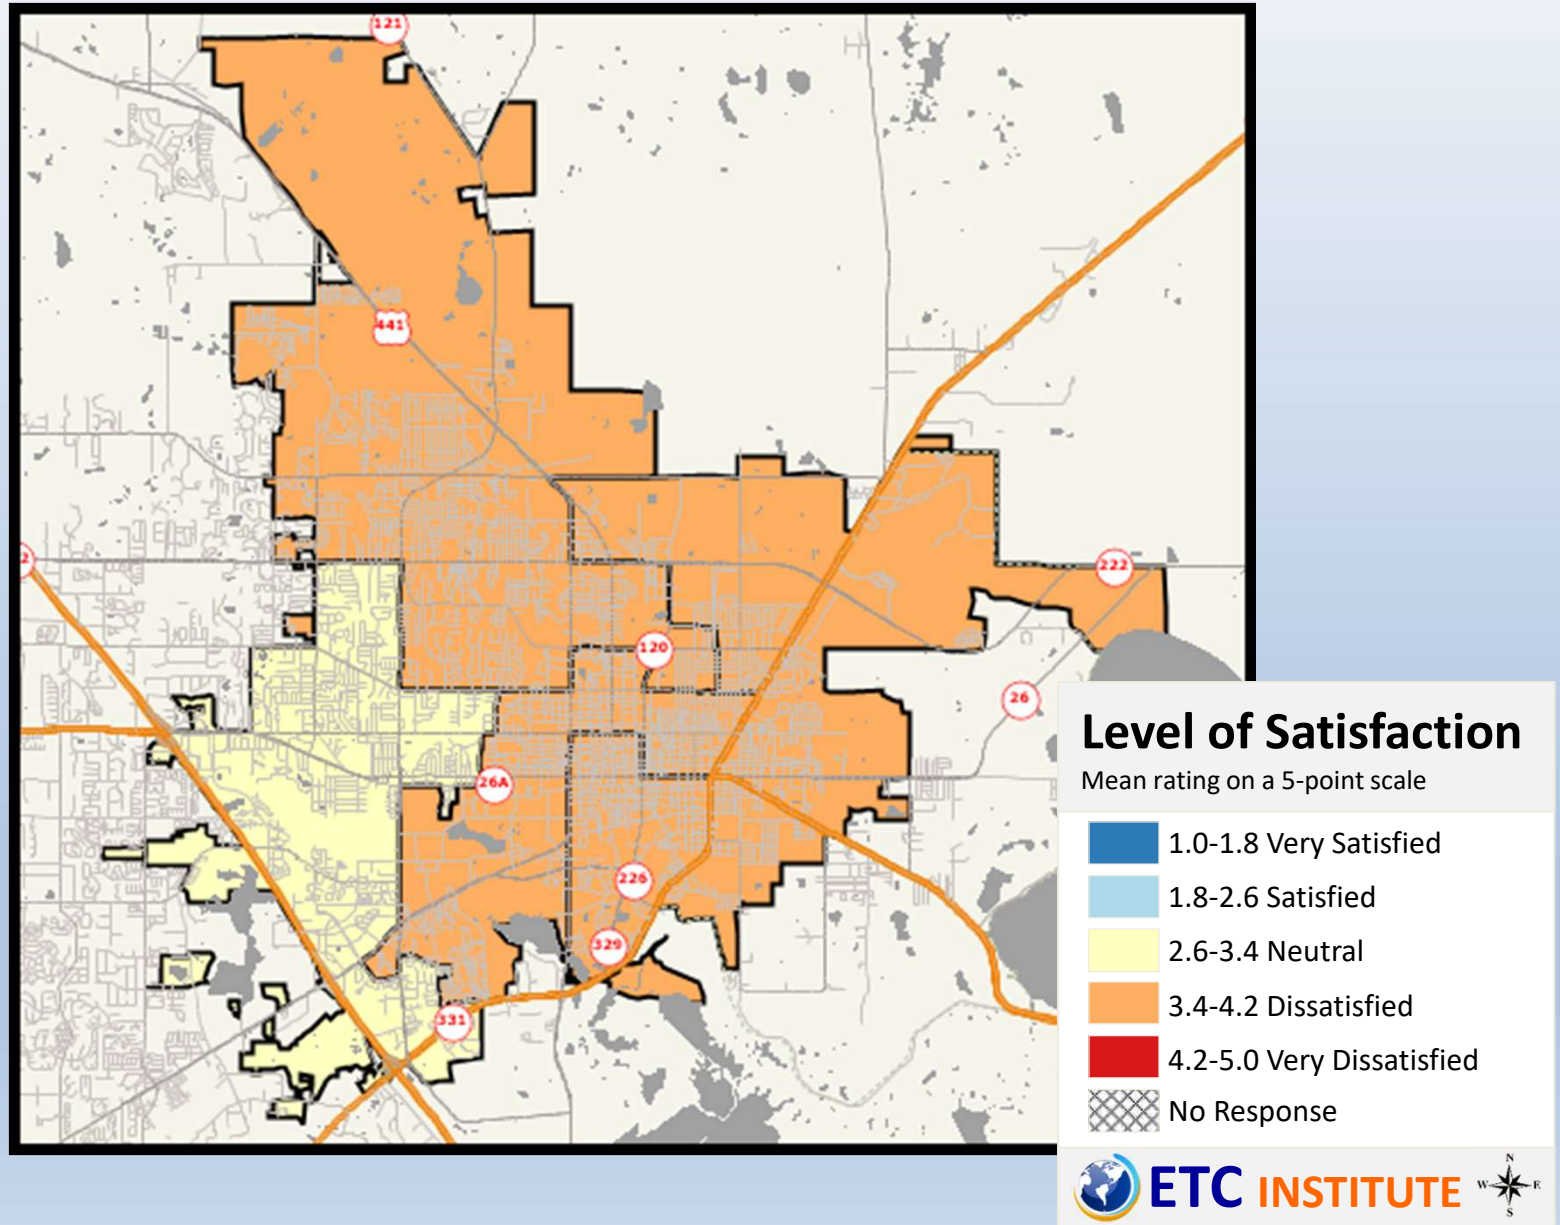 121
441
2
222
120
26
26A
226
329
331
Level of Satisfaction
Mean rating on a 5-point scale
1.0-1.8 Very Satisfied
1.8-2.6 Satisfied
2.6-3.4 Neutral
3.4-4.2 Dissatisfied
4.2-5.0 Very Dissatisfied
No Response
ETC INSTITUTE
N
W E
S